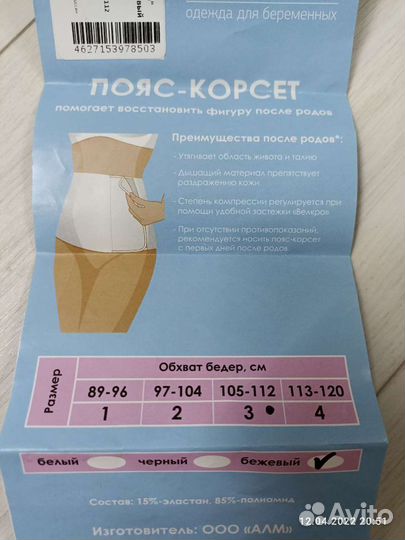 одежда для беременных
4627153978503
ПОЯС-КОРСЕТ
помогает восстановить фигуру после родов
Преимущества после родов*:
- Утягивает область живота и талию
- Дышащий материал препятствует
раздражению кожи
- Степень компрессии регулируется при
помощи удобной застежки «Велкро»
- При отсутствии противопоказаний,
рекомендуется носить пояс-корсет
с первых дней после родов.
Размер
Обхват бедер, см
89-96 97-104 105-112 113-120
1 2 3 4
белый черный бежевый
Состав: 15%-эластан, 85%-полиамид
Изготовитель: ООО «АЛМ»
12.04.2022 20:51
Avito